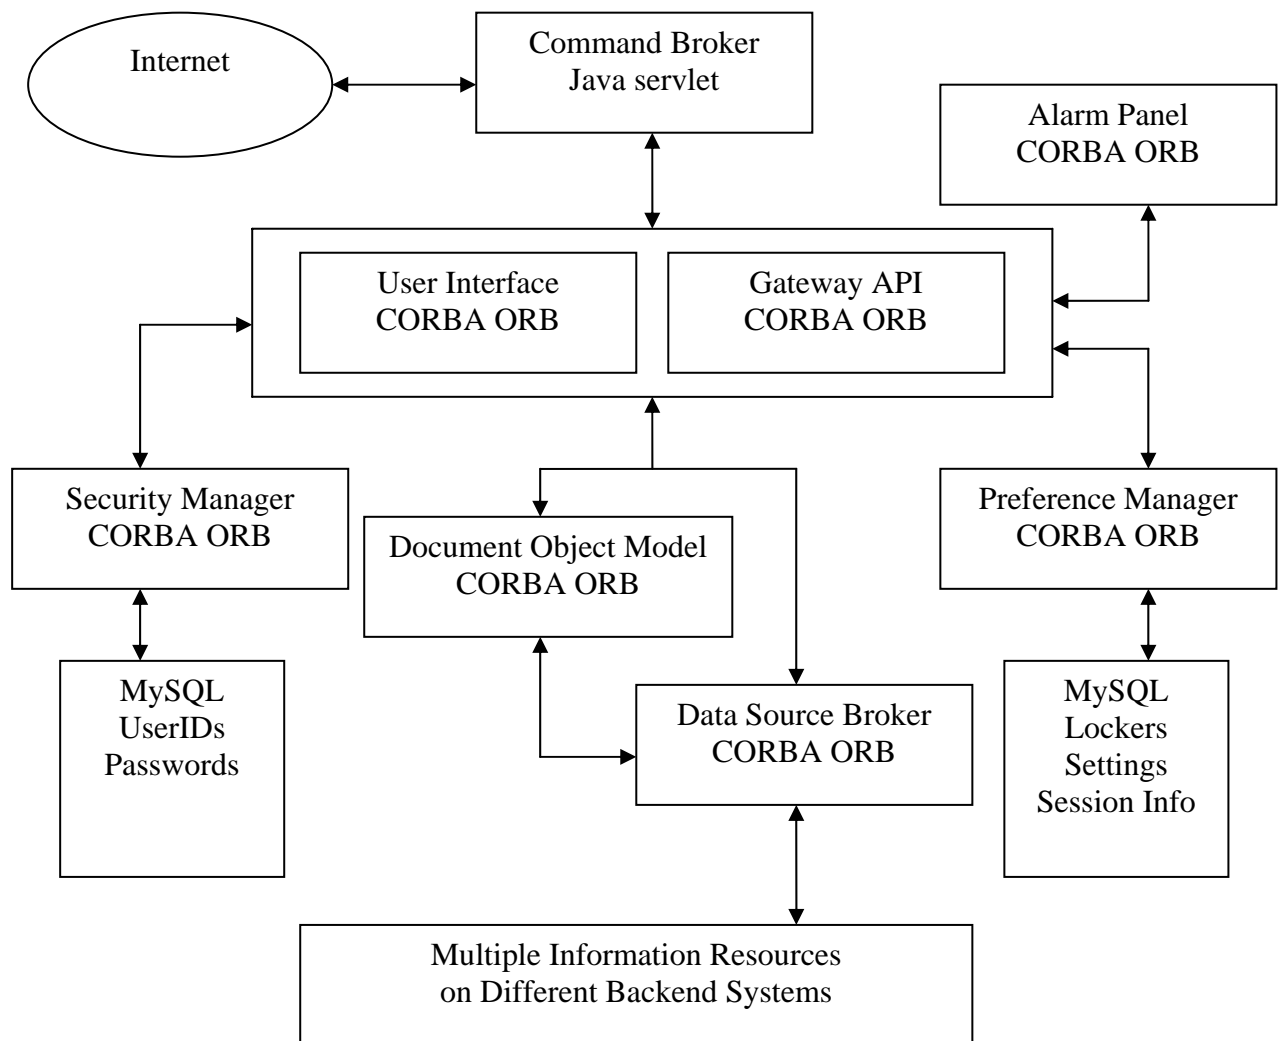 Internet
Command Broker
Java servlet
Alarm Panel
CORBA ORB
User Interface
CORBA ORB
Gateway API
CORBA ORB
Security Manager
CORBA ORB
Document Object Model
CORBA ORB
Preference Manager
CORBA ORB
MySQL
UserIDs
Passwords
Data Source Broker
CORBA ORB
MySQL
Lockers
Settings
Session Info
Multiple Information Resources
on Different Backend Systems